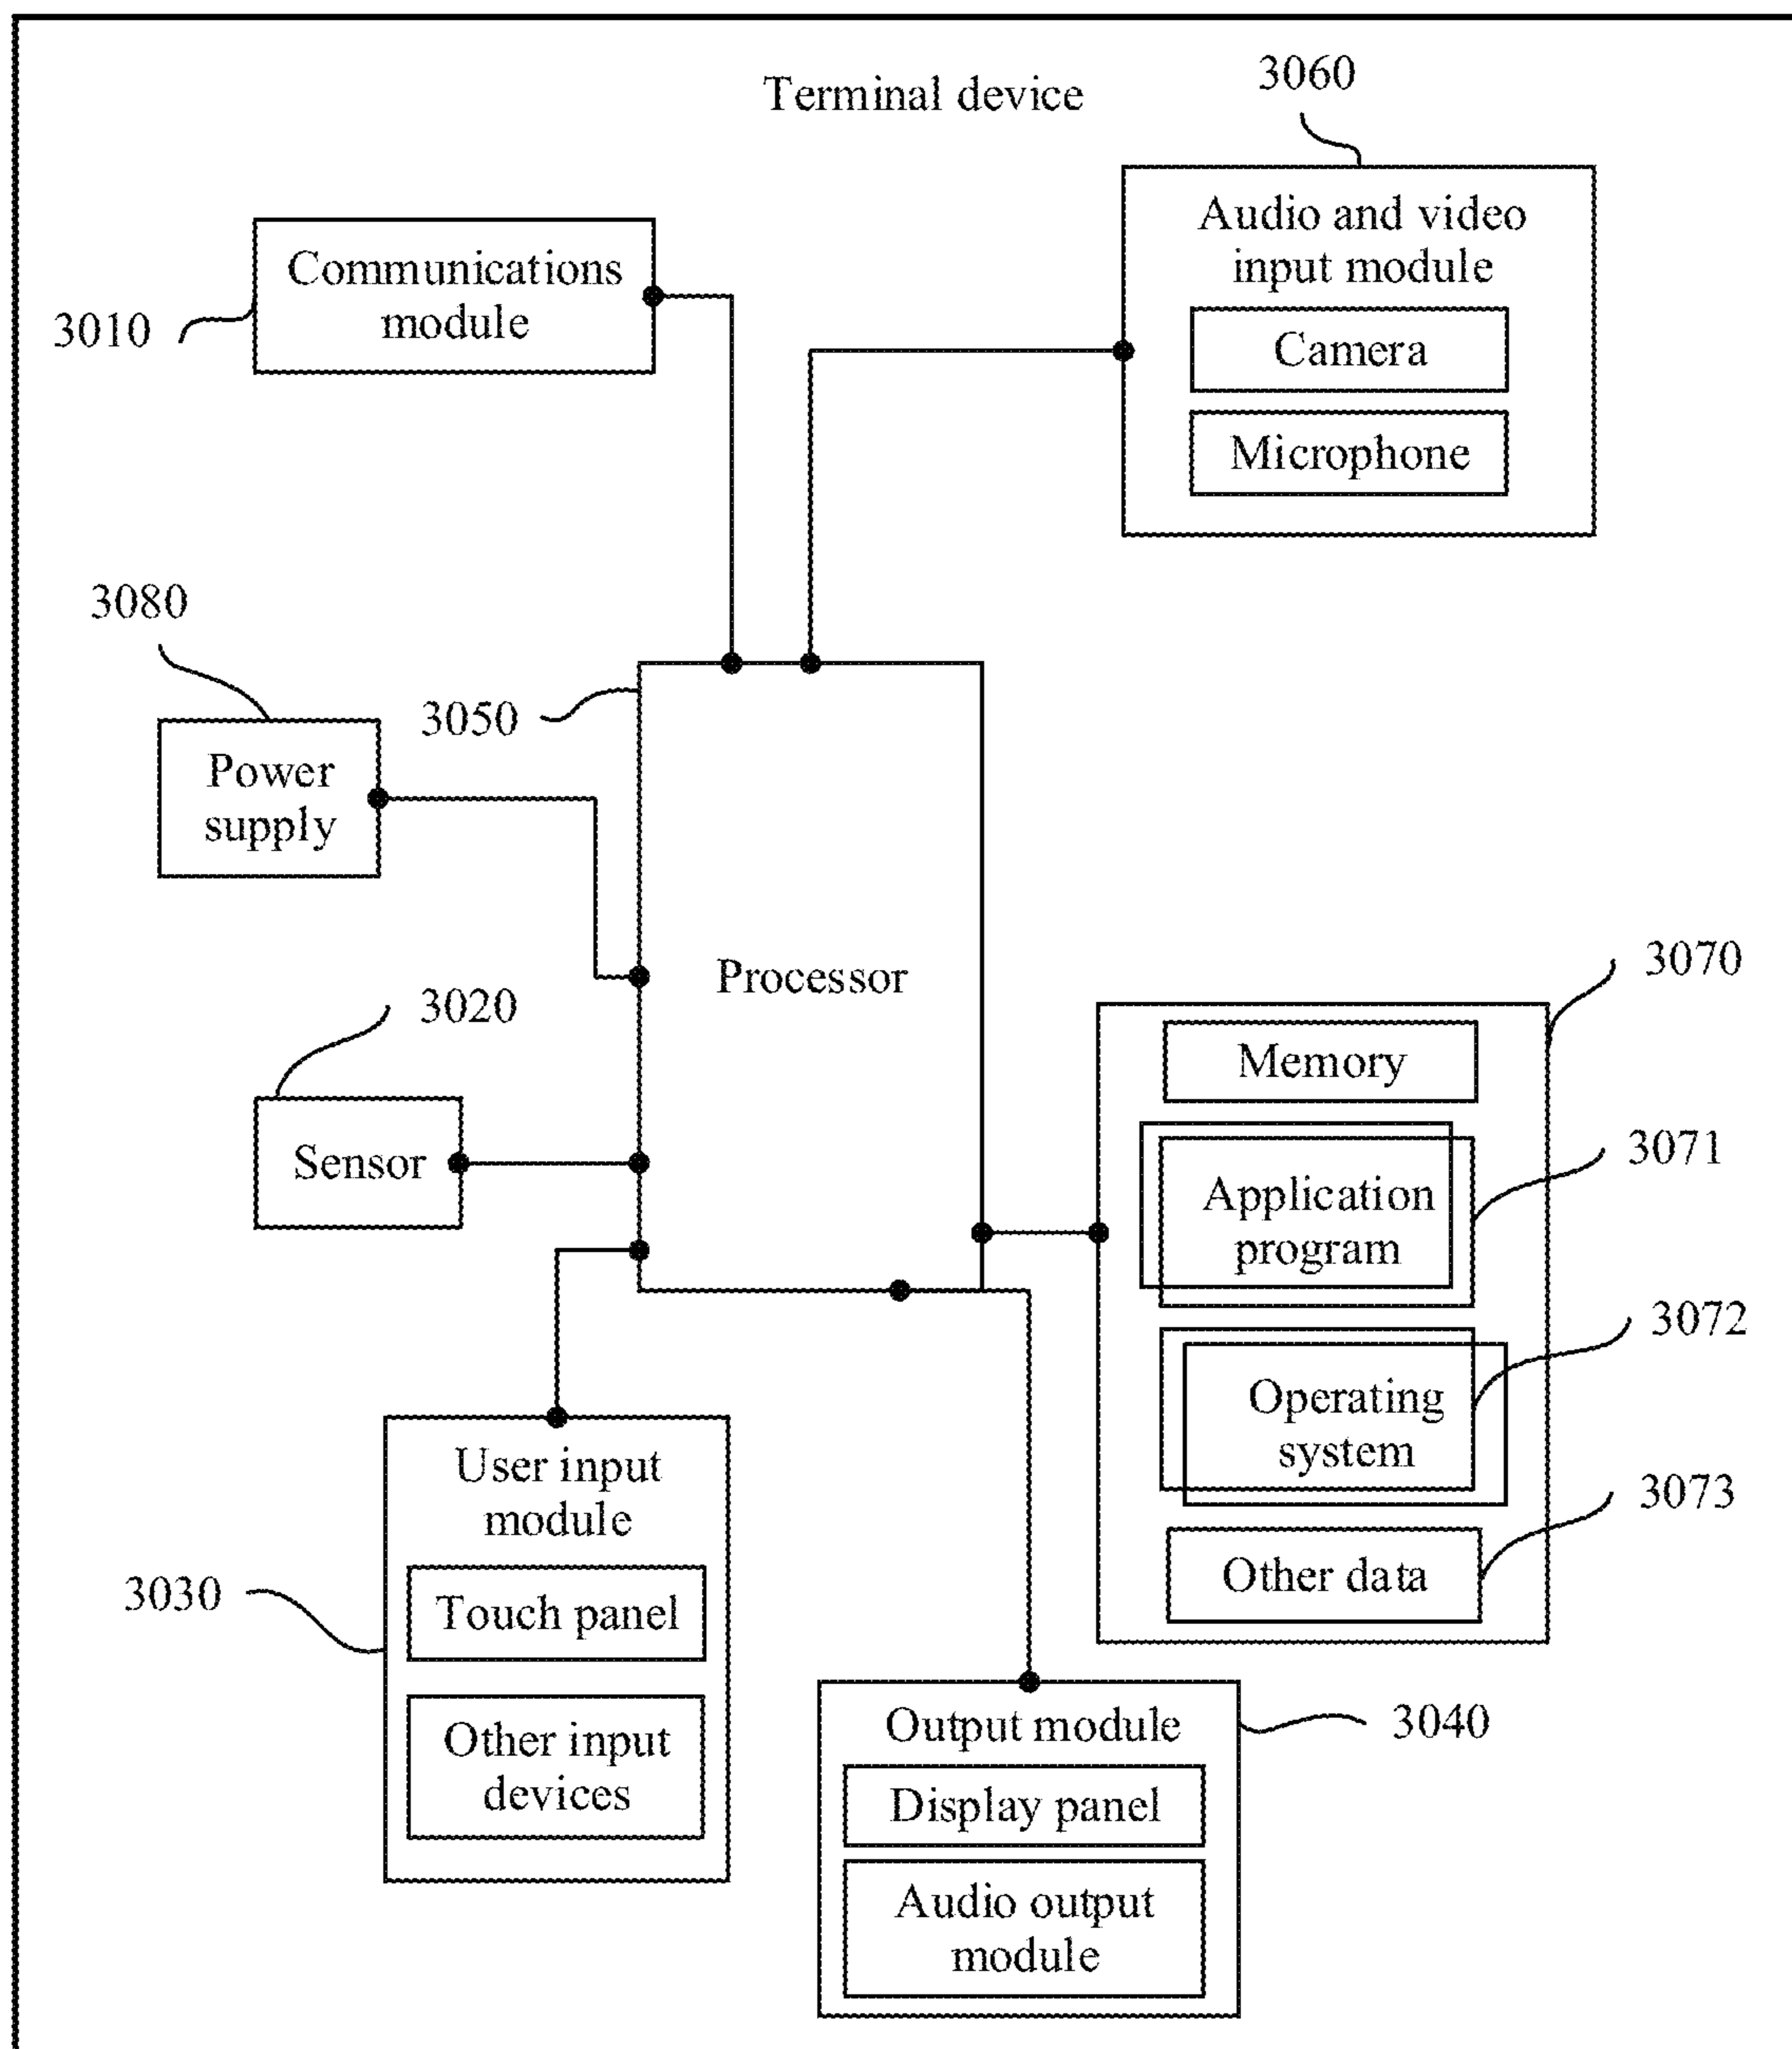 Terminal device
3060
Audio and video
input module
Camera
Microphone
Communications
module
3010
3080
Power
supply
3050
Processor
3020
Sensor
3070
Memory
Application
program
3071
Operating
system
3072
Other data
3073
User input
module
Touch panel
Other input
devices
3030
Output module
3040
Display panel
Audio output
module